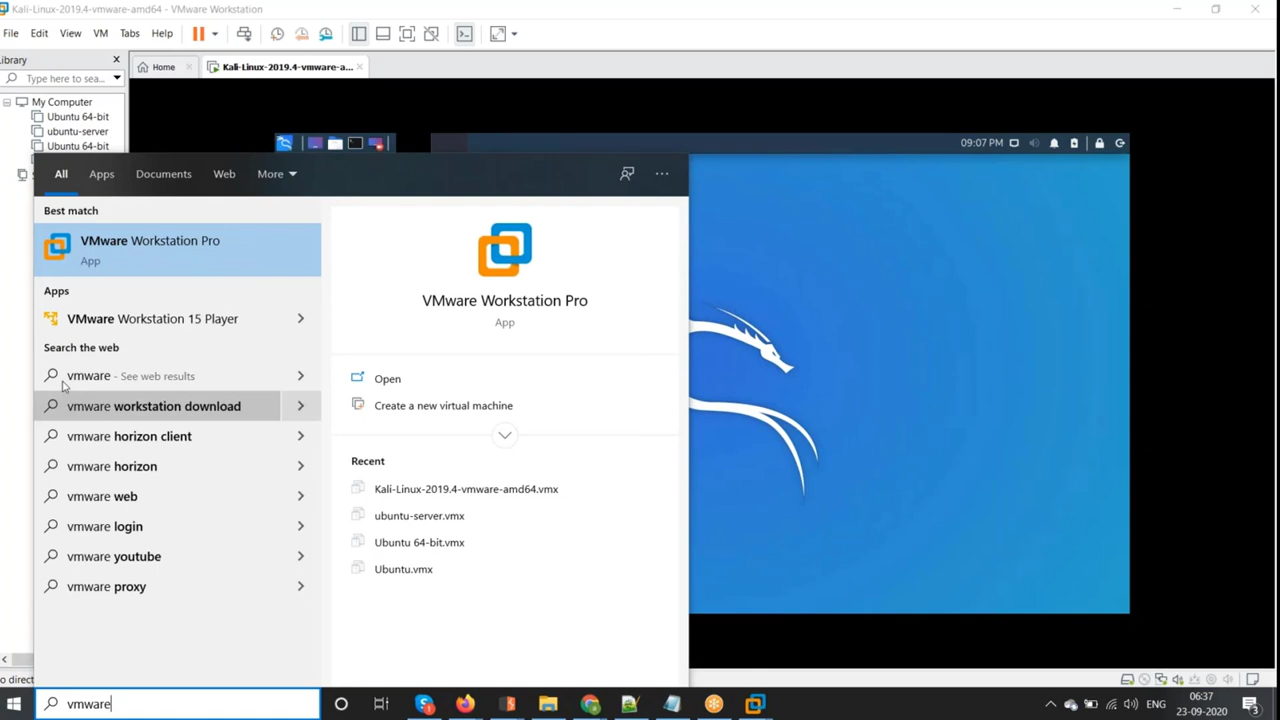 Kali-Linux-2019.4-vmware-amd64 - VMware Workstation
File Edit View VM Tabs Help
Library
Type here to sea...
Home
Kali-Linux-2019.4-vmware-a...
My Computer
Ubuntu 64-bit
ubuntu-server
Ubuntu 64-bit
09:07 PM
All Apps Documents Web More
Best match
VMware Workstation Pro
App
Apps
VMware Workstation 15 Player
Search the web
vmware - See web results
vmware workstation download
vmware horizon client
vmware horizon
vmware web
vmware login
vmware youtube
vmware proxy
VMware Workstation Pro
App
Open
Create a new virtual machine
Recent
Kali-Linux-2019.4-vmware-amd64.vmx
ubuntu-server.vmx
Ubuntu 64-bit.vmx
Ubuntu.vmx
vmware
ENG
06:37
23-09-2020
3